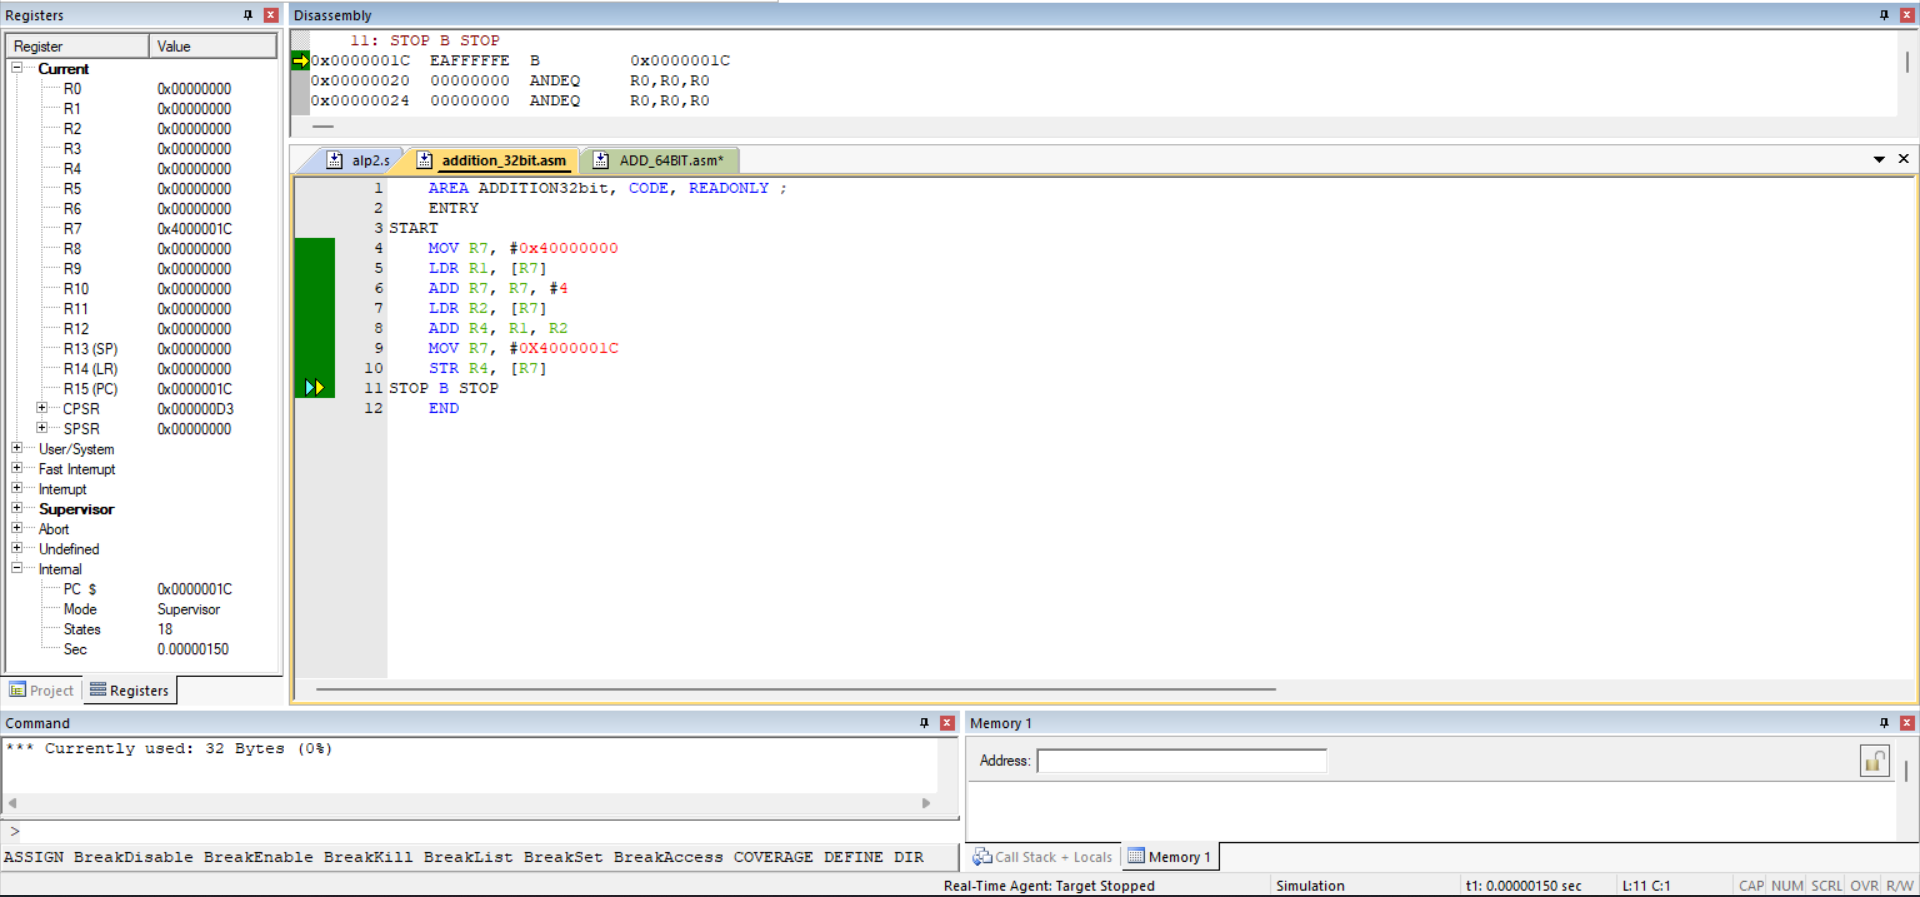 Registers
Register Value
Current
R0 0x00000000
R1 0x00000000
R2 0x00000000
R3 0x00000000
R4 0x00000000
R5 0x00000000
R6 0x00000000
R7 0x4000001C
R8 0x00000000
R9 0x00000000
R10 0x00000000
R11 0x00000000
R12 0x00000000
R13 (SP) 0x00000000
R14 (LR) 0x00000000
R15 (PC) 0x0000001C
CPSR 0x000000D3
SPSR 0x00000000
User/System
Fast Interrupt
Interrupt
Supervisor
Abort
Undefined
Internal
PC $ 0x0000001C
Mode Supervisor
States 18
Sec 0.00000150
Project Registers
Disassembly
11: STOP B STOP
0x0000001C EAFFFFFE B 0x0000001C
0x00000020 00000000 ANDEQ R0,R0,R0
0x00000024 00000000 ANDEQ R0,R0,R0
alp2.s addition_32bit.asm ADD_64BIT.asm*
1 AREA ADDITION32bit, CODE, READONLY ;
2 ENTRY
3 START
4 MOV R7, #0x40000000
5 LDR R1, [R7]
6 ADD R7, R7, #4
7 LDR R2, [R7]
8 ADD R4, R1, R2
9 MOV R7, #0X4000001C
10 STR R4, [R7]
11 STOP B STOP
12 END
Command
*** Currently used: 32 Bytes (0%)
>
ASSIGN BreakDisable BreakEnable BreakKill BreakList BreakSet BreakAccess COVERAGE DEFINE DIR
Memory 1
Address:
Call Stack + Locals Memory 1
Real-Time Agent: Target Stopped Simulation t1: 0.00000150 sec L:11 C:1 CAP NUM SCRL OVR R/W